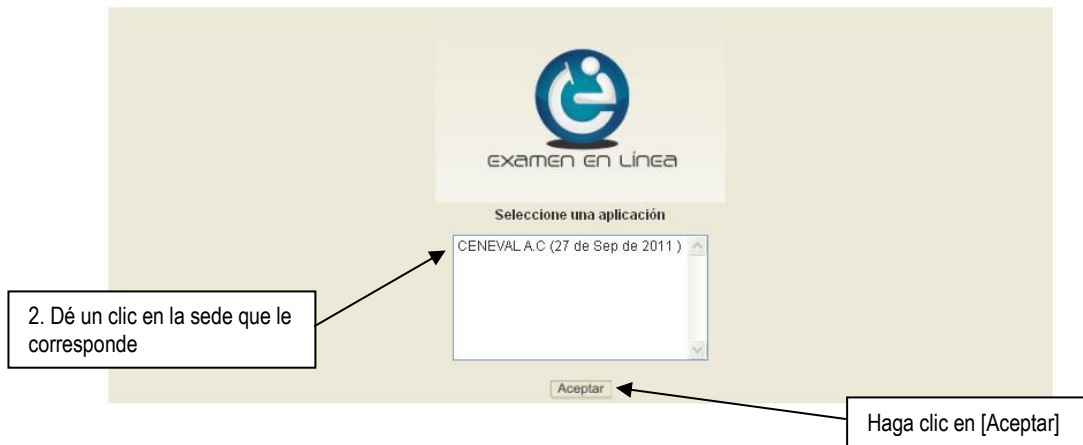 examen en línea
Seleccione una aplicación
CENEVAL A.C (27 de Sep de 2011 )
2. Dé un clic en la sede que le
corresponde
Aceptar
Haga clic en [Aceptar]